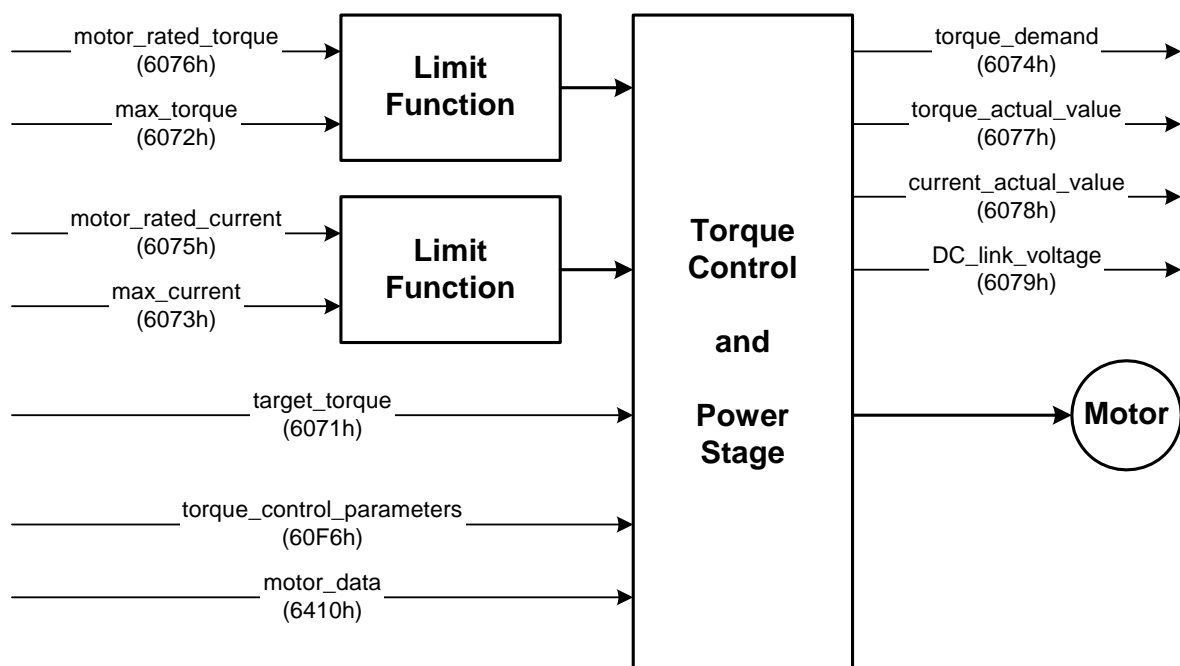 motor_rated_torque
(6076h)
max_torque
(6072h)
Limit
Function
motor_rated_current
(6075h)
max_current
(6073h)
Limit
Function
target_torque
(6071h)
torque_control_parameters
(60F6h)
motor_data
(6410h)
Torque
Control
and
Power
Stage
torque_demand
(6074h)
torque_actual_value
(6077h)
current_actual_value
(6078h)
DC_link_voltage
(6079h)
Motor